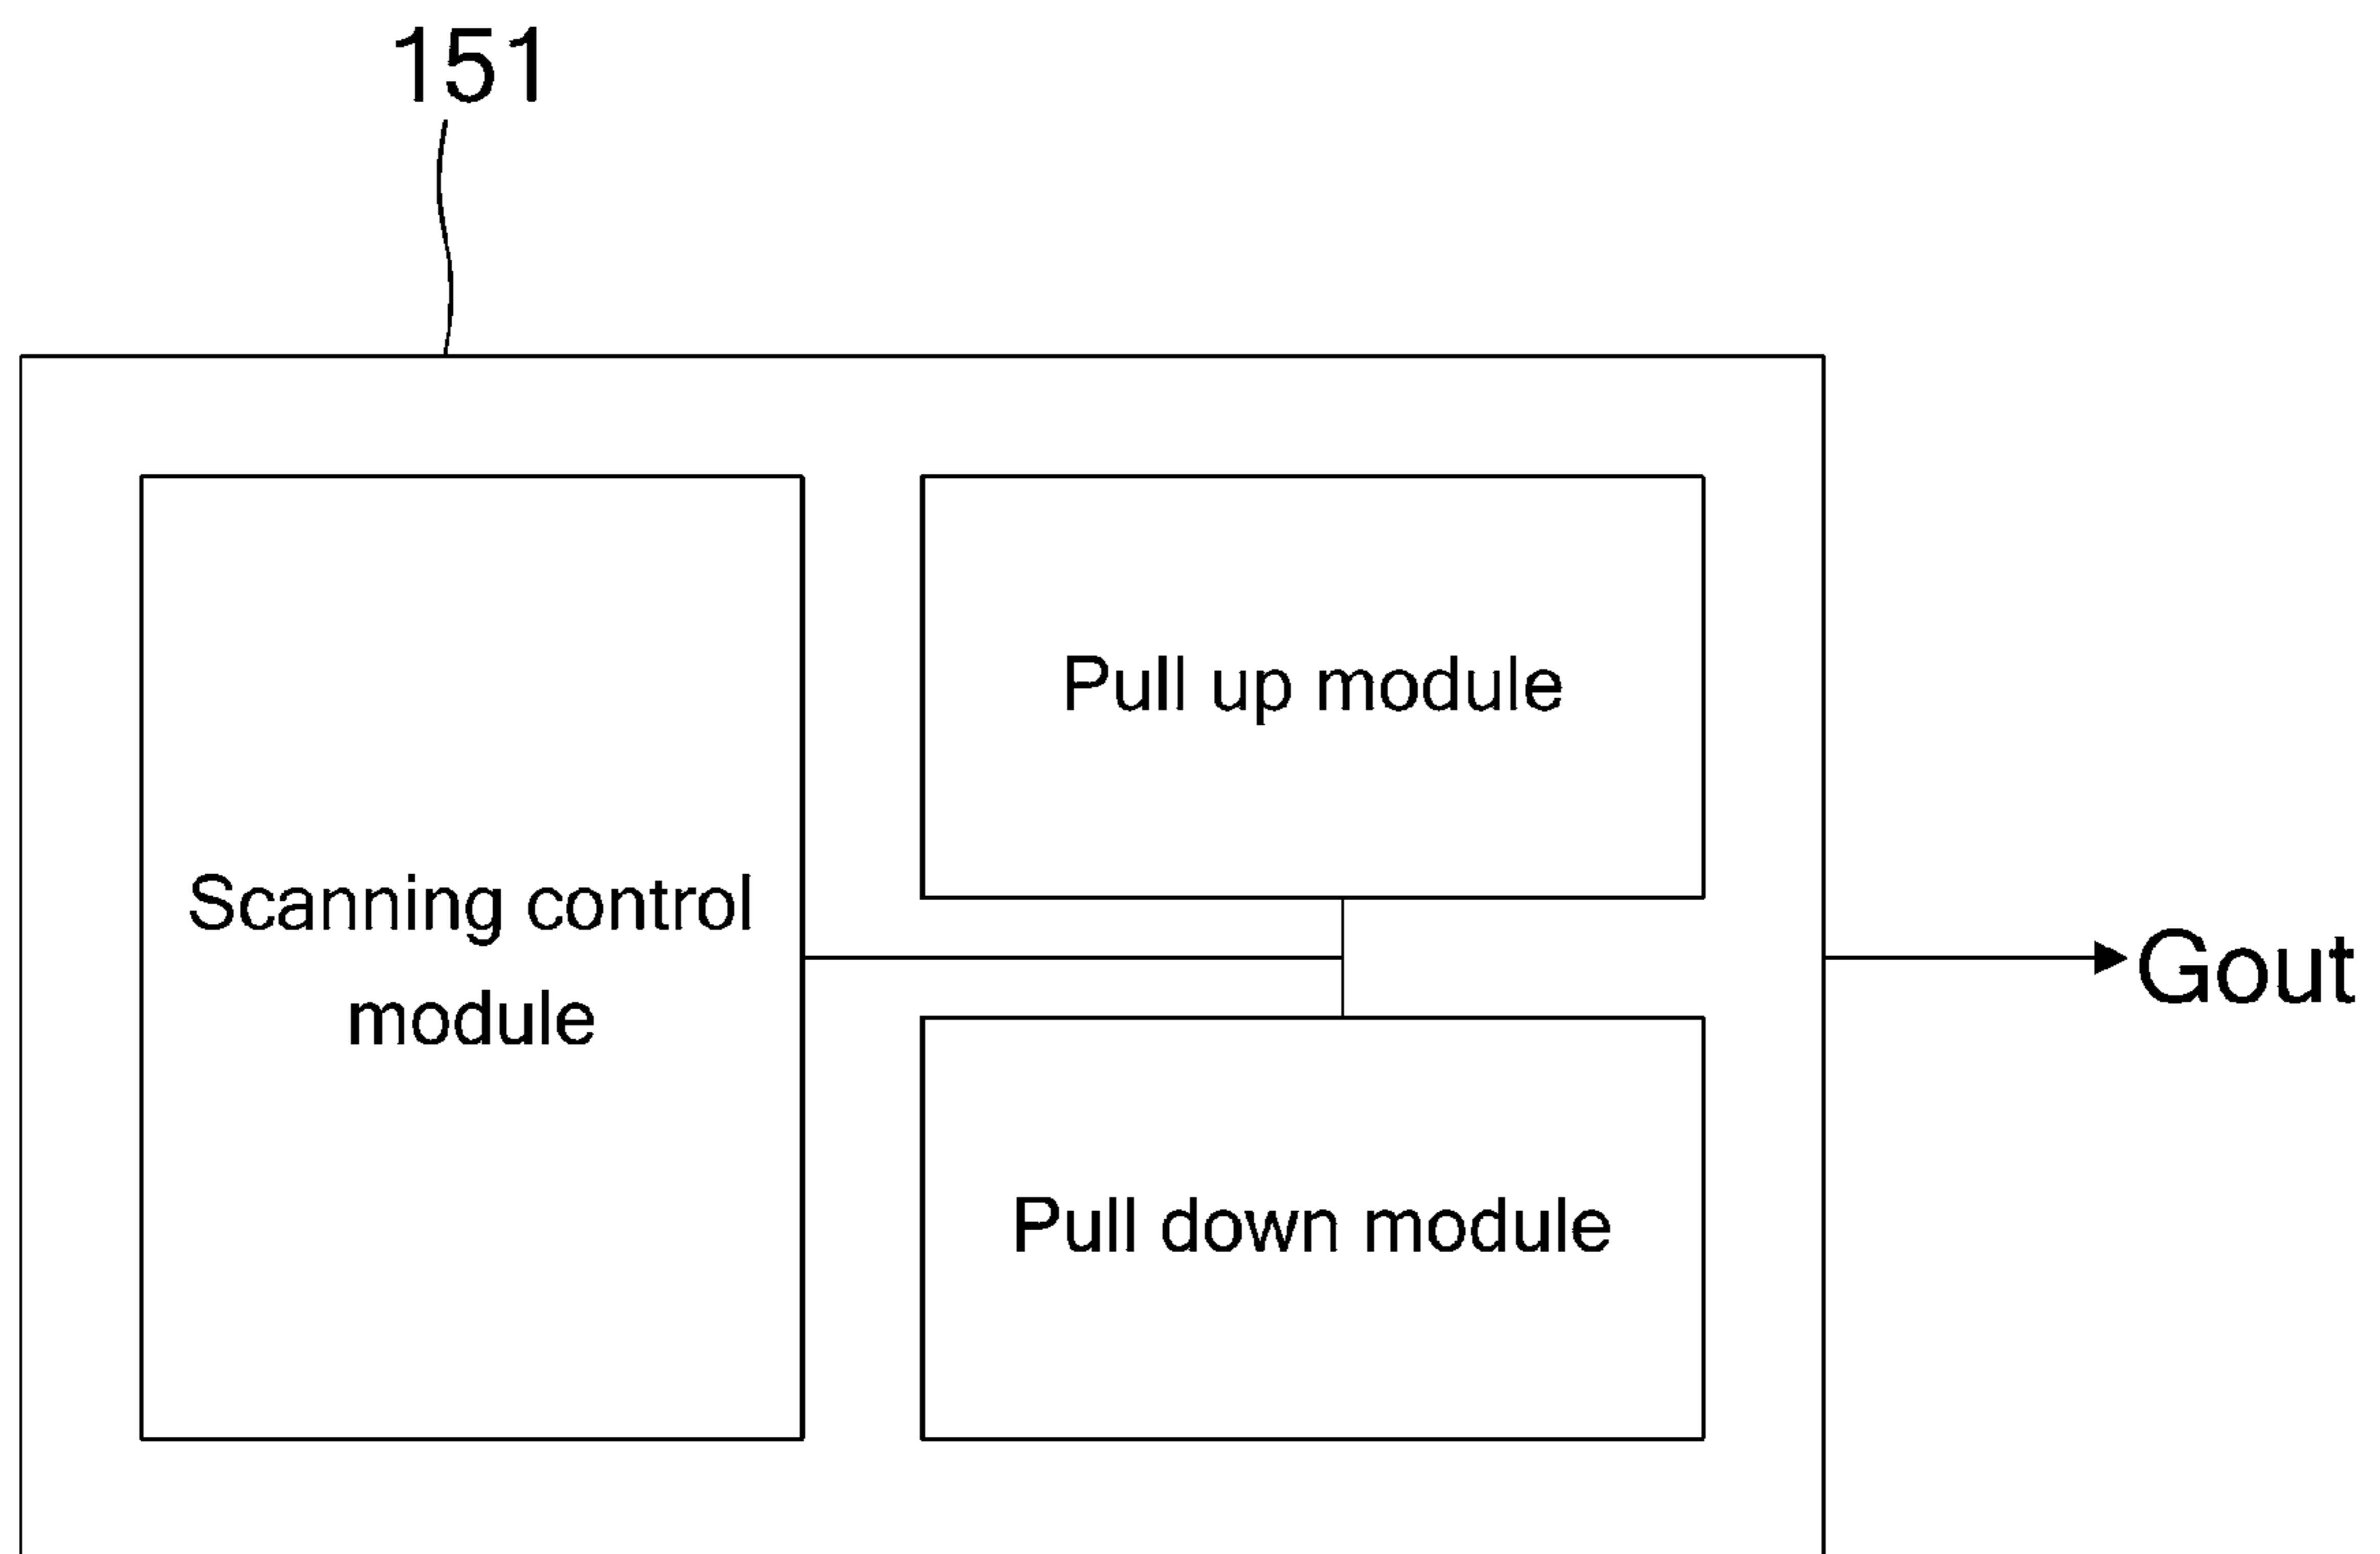 151
Pull up module
Scanning control
module
Gout
Pull down module